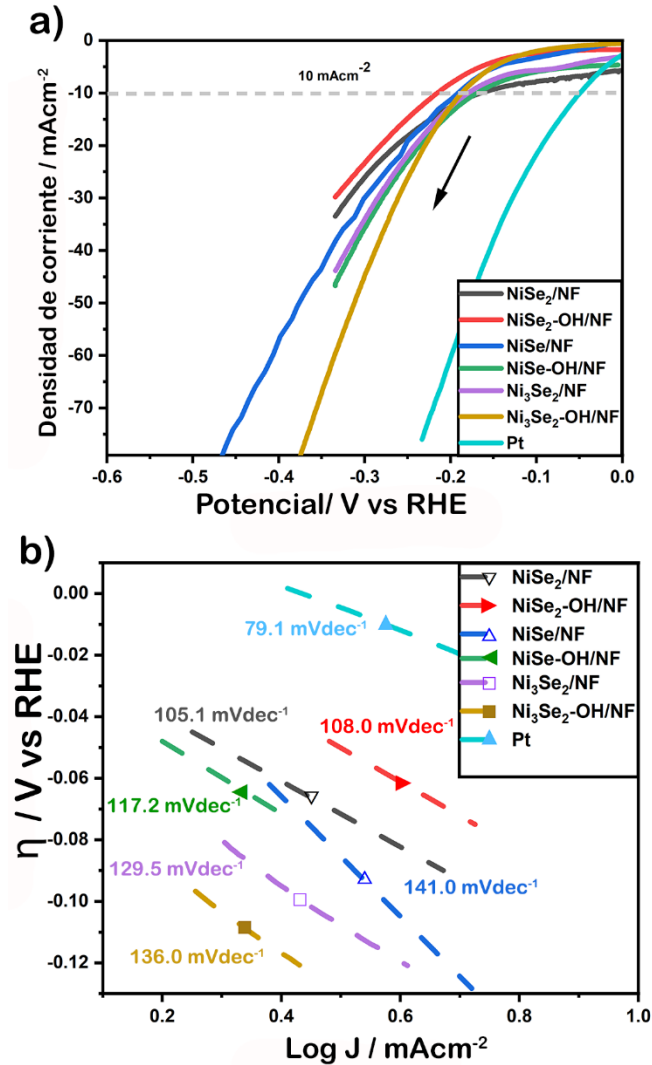 a)
Densidad de corriente / mAcm⁻²
0
-10
-20
-30
-40
-50
-60
-70
10 mAcm⁻²
NiSe₂/NF
NiSe₂-OH/NF
NiSe/NF
NiSe-OH/NF
Ni₃Se₂/NF
Ni₃Se₂-OH/NF
Pt
-0.6 -0.5 -0.4 -0.3 -0.2 -0.1 0.0
Potencial/ V vs RHE
b)
η / V vs RHE
0.00
-0.02
-0.04
-0.06
-0.08
-0.10
-0.12
79.1 mVdec⁻¹
105.1 mVdec⁻¹
108.0 mVdec⁻¹
117.2 mVdec⁻¹
129.5 mVdec⁻¹
141.0 mVdec⁻¹
136.0 mVdec⁻¹
NiSe₂/NF
NiSe₂-OH/NF
NiSe/NF
NiSe-OH/NF
Ni₃Se₂/NF
Ni₃Se₂-OH/NF
Pt
0.2 0.4 0.6 0.8 1.0
Log J / mAcm⁻²